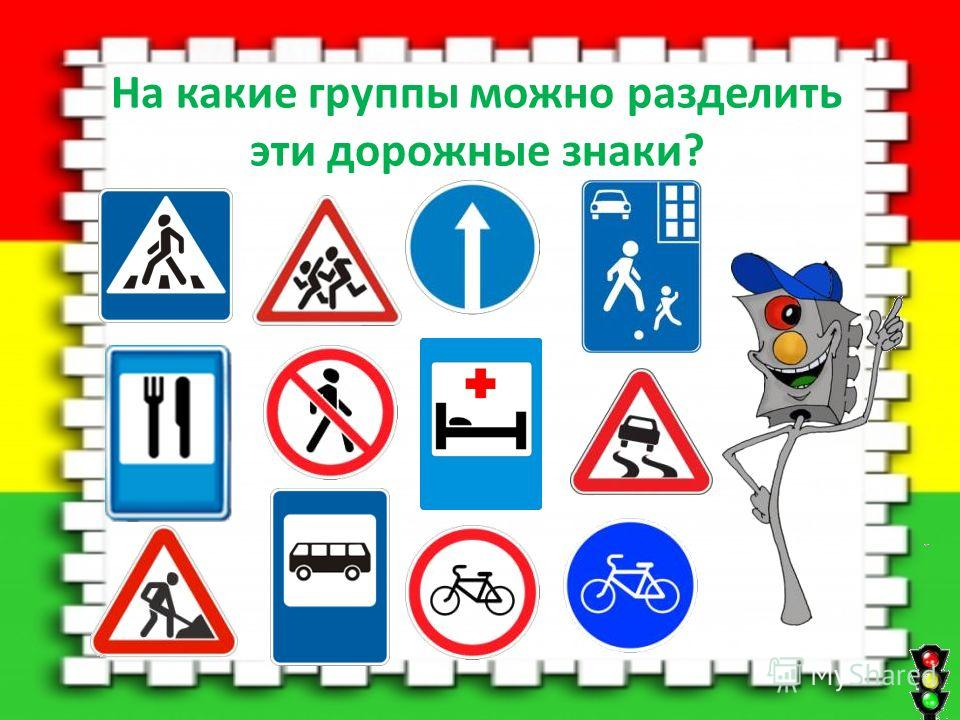 На какие группы можно разделить
эти дорожные знаки?
MyShared